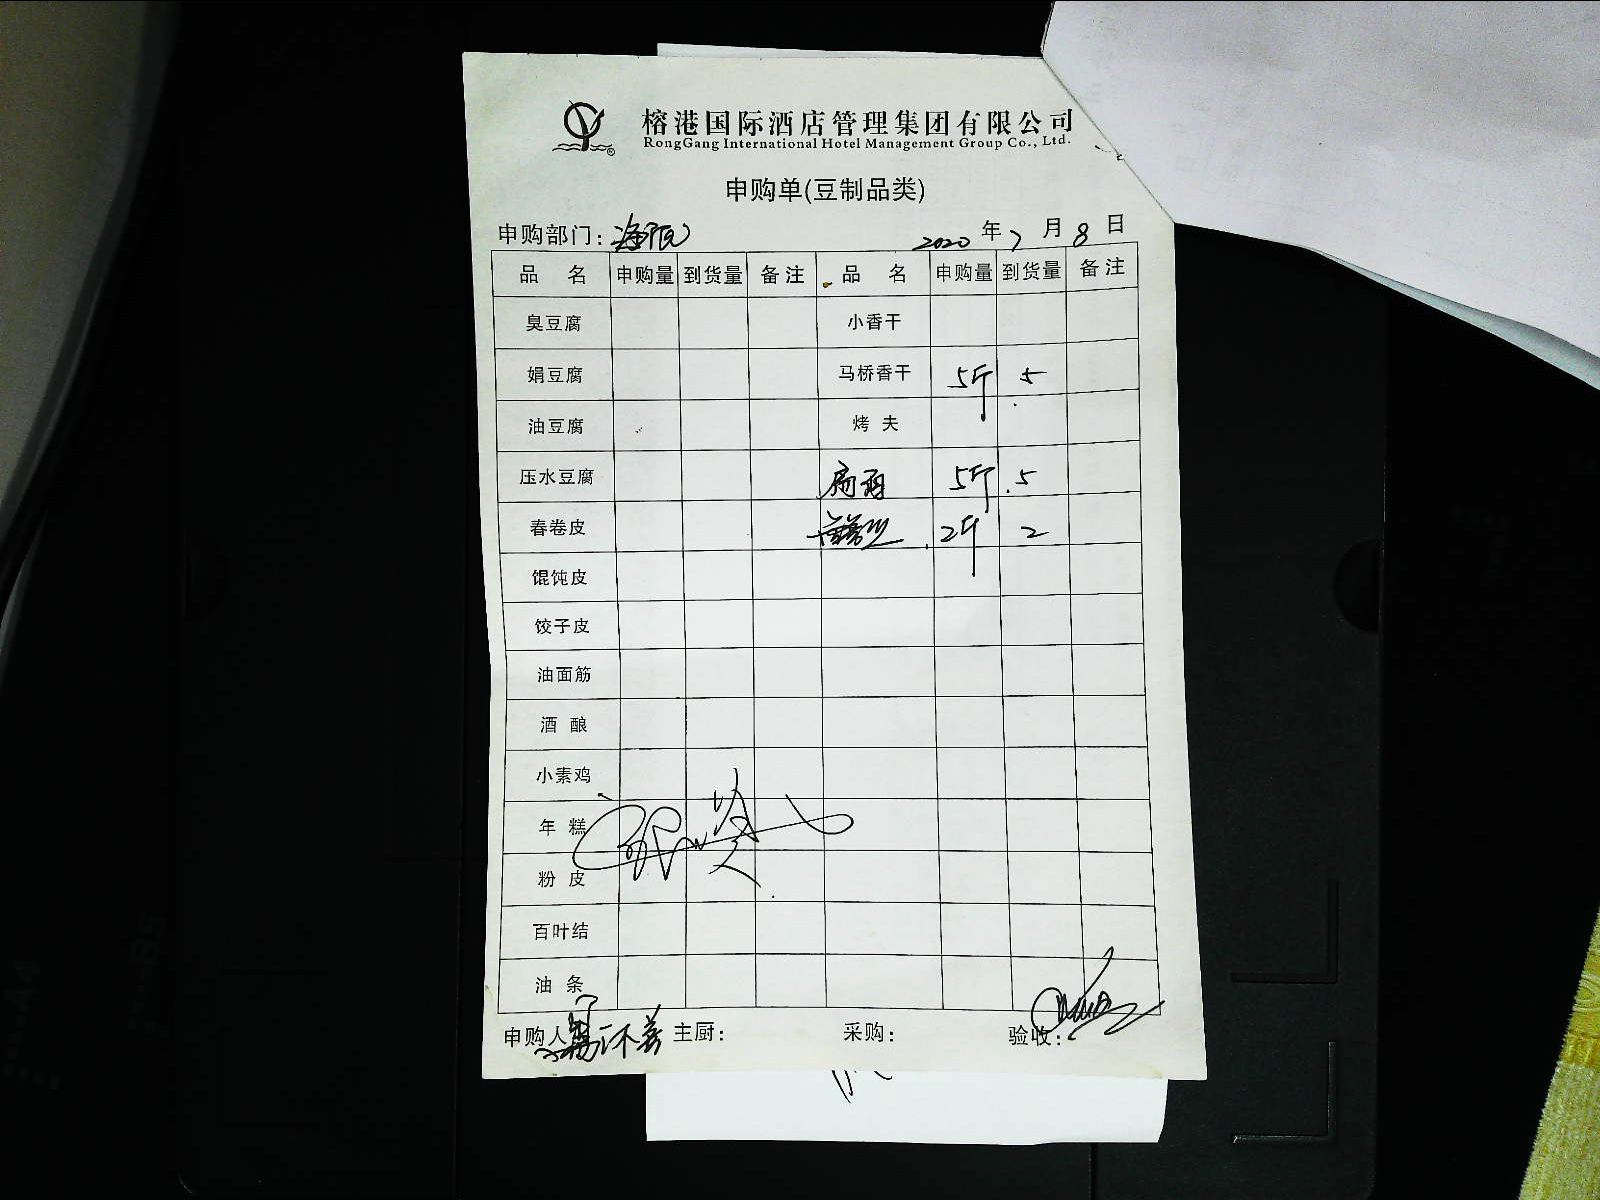 榕港国际酒店管理集团有限公司
RongGang International Hotel Management Group Co., Ltd.
申购单(豆制品类)
申购部门: 2020 年 7 月 8 日
品 名 申购量 到货量 备注 品 名 申购量 到货量 备注
臭豆腐 小香干
娟豆腐 马桥香干 5斤 5
油豆腐 烤 夫
压水豆腐 5斤 5
春卷皮 2斤 2
馄饨皮
饺子皮
油面筋
酒 酿
小素鸡
年 糕
粉 皮
百叶结
油 条
申购人 主厨: 采购: 验收: